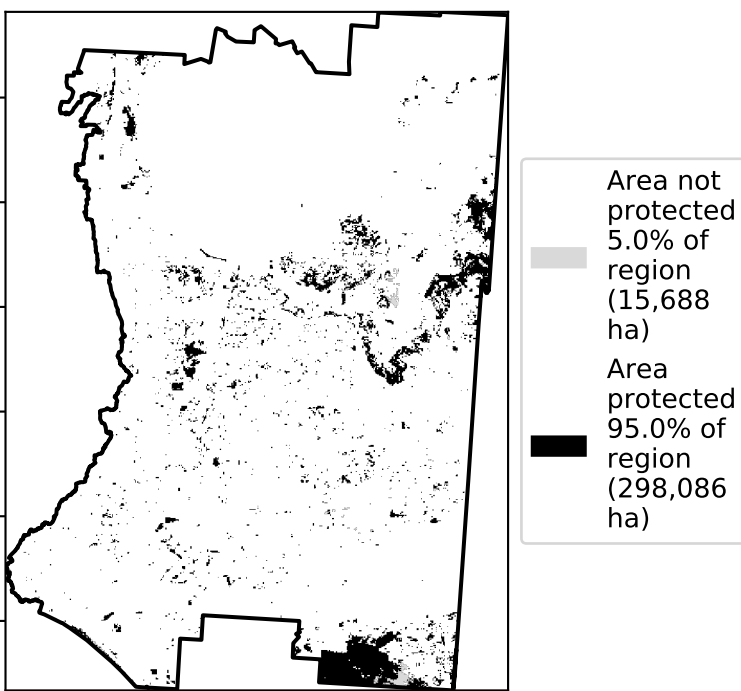 Area not
protected
5.0% of
region
(15,688
ha)
Area
protected
95.0% of
region
(298,086
ha)